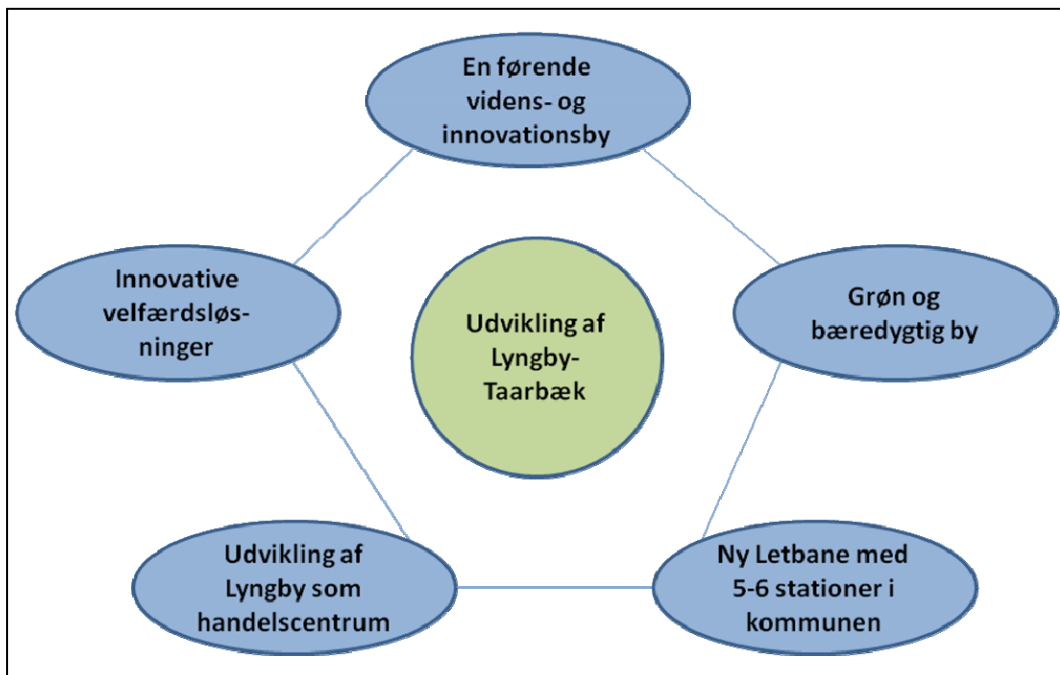 En førende
videns- og
innovationsby
Innovative
velfærdsløs-
ninger
Udvikling af
Lyngby-
Taarbæk
Grøn og
bæredygtig by
Udvikling af
Lyngby som
handelscentrum
Ny Letbane med
5-6 stationer i
kommunen